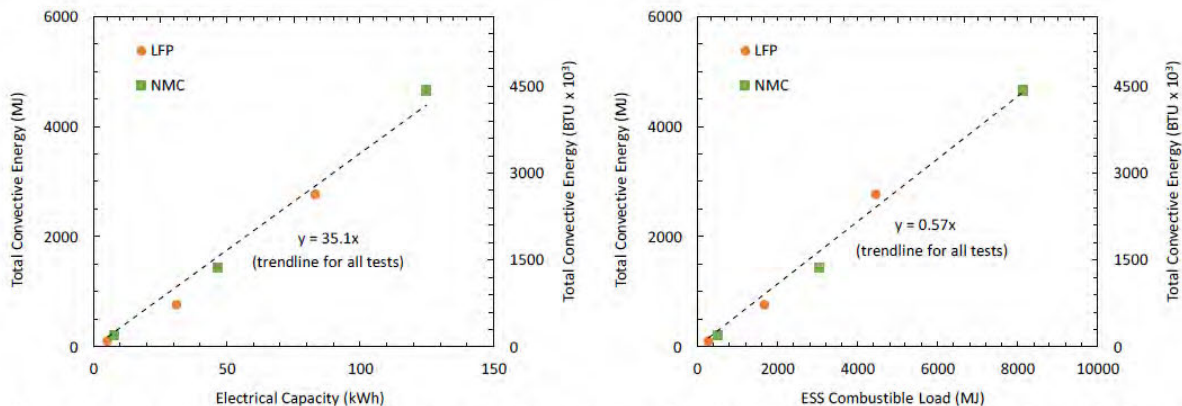 6000
4000
2000
0
Total Convective Energy (MJ)
LFP
NMC
y = 35.1x
(trendline for all tests)
4500
3000
1500
0
Total Convective Energy (BTU x 10³)
0
50
100
150
Electrical Capacity (kWh)
6000
4000
2000
0
Total Convective Energy (MJ)
LFP
NMC
y = 0.57x
(trendline for all tests)
4500
3000
1500
0
Total Convective Energy (BTU x 10³)
0
2000
4000
6000
8000
10000
ESS Combustible Load (MJ)